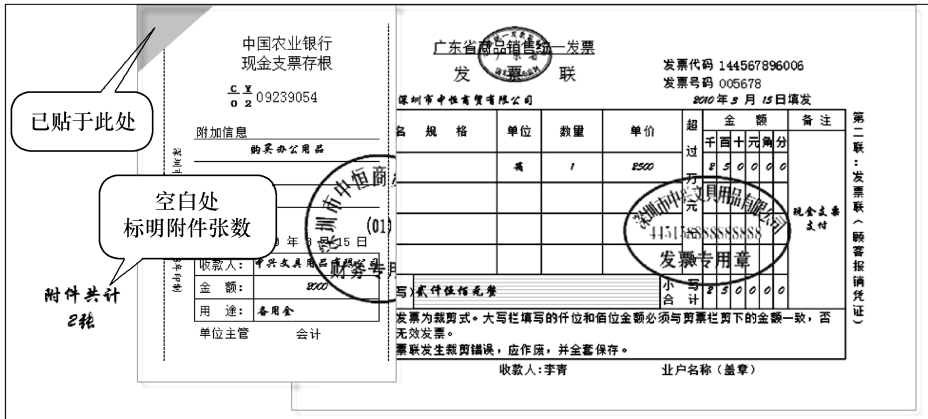 已贴于此处
空白处
标明附件张数
附件共计
2张
中国农业银行
现金支票存根
C Y
0 2 09239054
附加信息
购买办公用品
年 3 月 15 日
收款人：中兴文具用品有限公司
金 额： 2000
用 途：备用金
单位主管 会计
深圳市中恒商
(01)
财务专用
广东省商品销售统一发票
发 票 联
发票代码 144567896006
发票号码 005678
深圳市中恒商贸有限公司
2010 年 3 月 15 日填发
名 规 格 单位 数量 单价 超过万元 金 额 备 注
千 百 十 元 角 分
箱 1 2500 2 5 0 0 0 0
现金支票
支付
写)贰仟伍佰元整
小写合计 2 5 0 0 0 0
深圳市中兴文具用品有限公司
发票专用章
发票为裁剪式。大写栏填写的仟位和佰位金额必须与剪票栏剪下的金额一致，否
无效发票。
票联发生裁剪错误，应作废，并全套保存。
收款人：李青 业户名称（盖章）
第二联：发票联（顾客报销凭证）